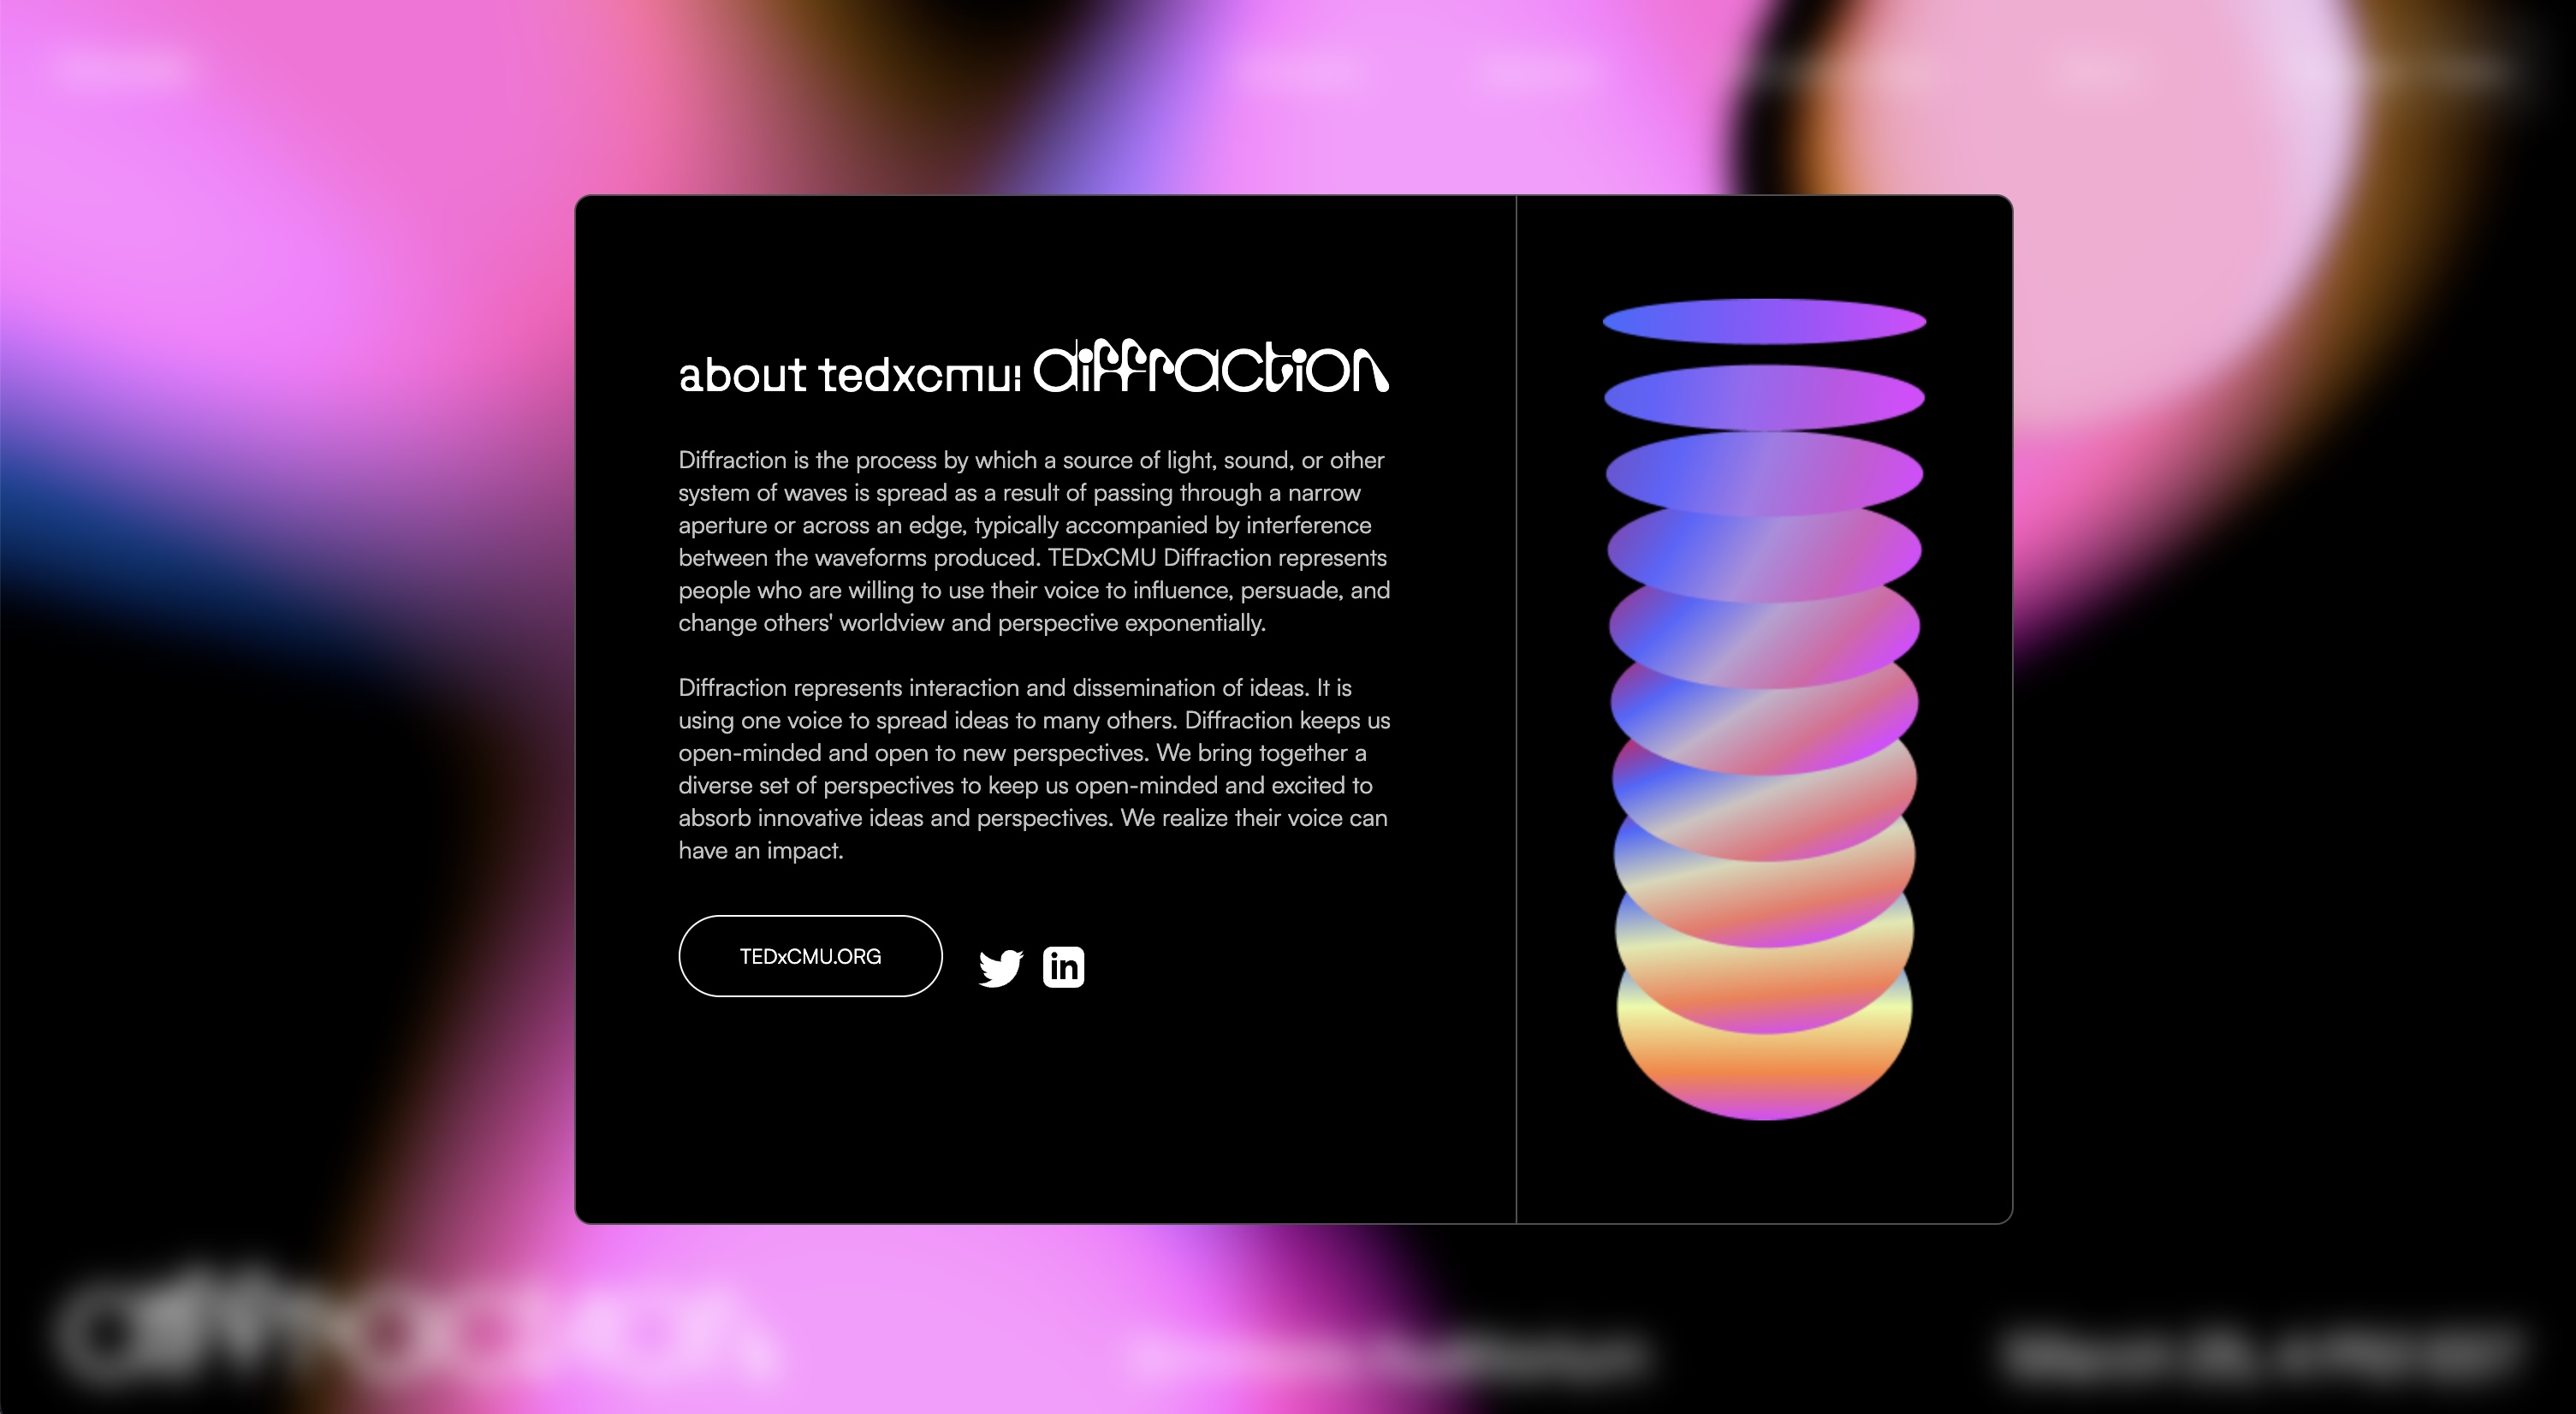 about tedxcmu: diffraction
Diffraction is the process by which a source of light, sound, or other
system of waves is spread as a result of passing through a narrow
aperture or across an edge, typically accompanied by interference
between the waveforms produced. TEDxCMU Diffraction represents
people who are willing to use their voice to influence, persuade, and
change others' worldview and perspective exponentially.
Diffraction represents interaction and dissemination of ideas. It is
using one voice to spread ideas to many others. Diffraction keeps us
open-minded and open to new perspectives. We bring together a
diverse set of perspectives to keep us open-minded and excited to
absorb innovative ideas and perspectives. We realize their voice can
have an impact.
TEDxCMU.ORG
in
diffraction